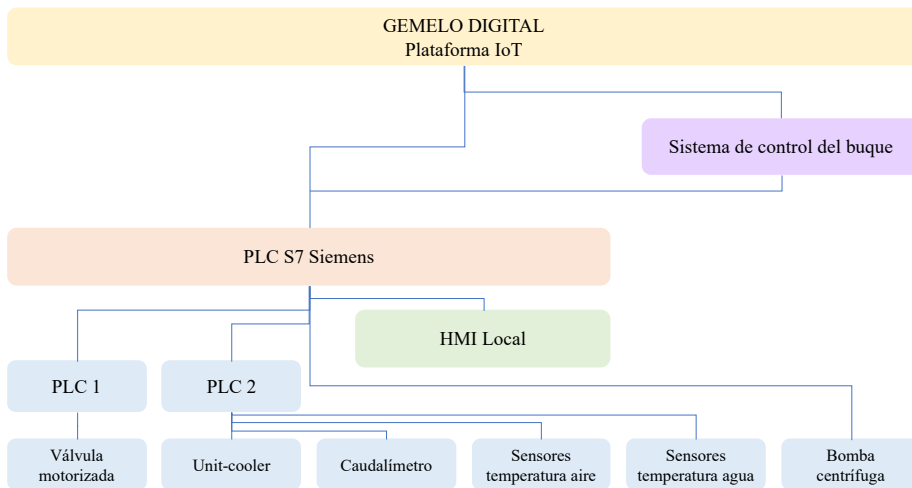 GEMELO DIGITAL
Plataforma IoT
Sistema de control del buque
PLC S7 Siemens
HMI Local
PLC 1
PLC 2
Válvula
motorizada
Unit-cooler
Caudalímetro
Sensores
temperatura aire
Sensores
temperatura agua
Bomba
centrífuga